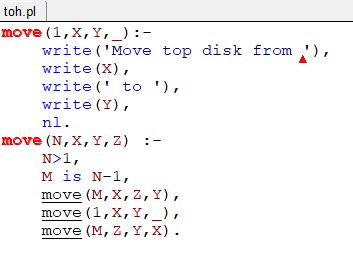 toh.pl
move(1,X,Y,_):-
    write('Move top disk from '),
    write(X),
    write(' to '),
    write(Y),
    nl.
move(N,X,Y,Z) :-
    N>1,
    M is N-1,
    move(M,X,Z,Y),
    move(1,X,Y,_),
    move(M,Z,Y,X).